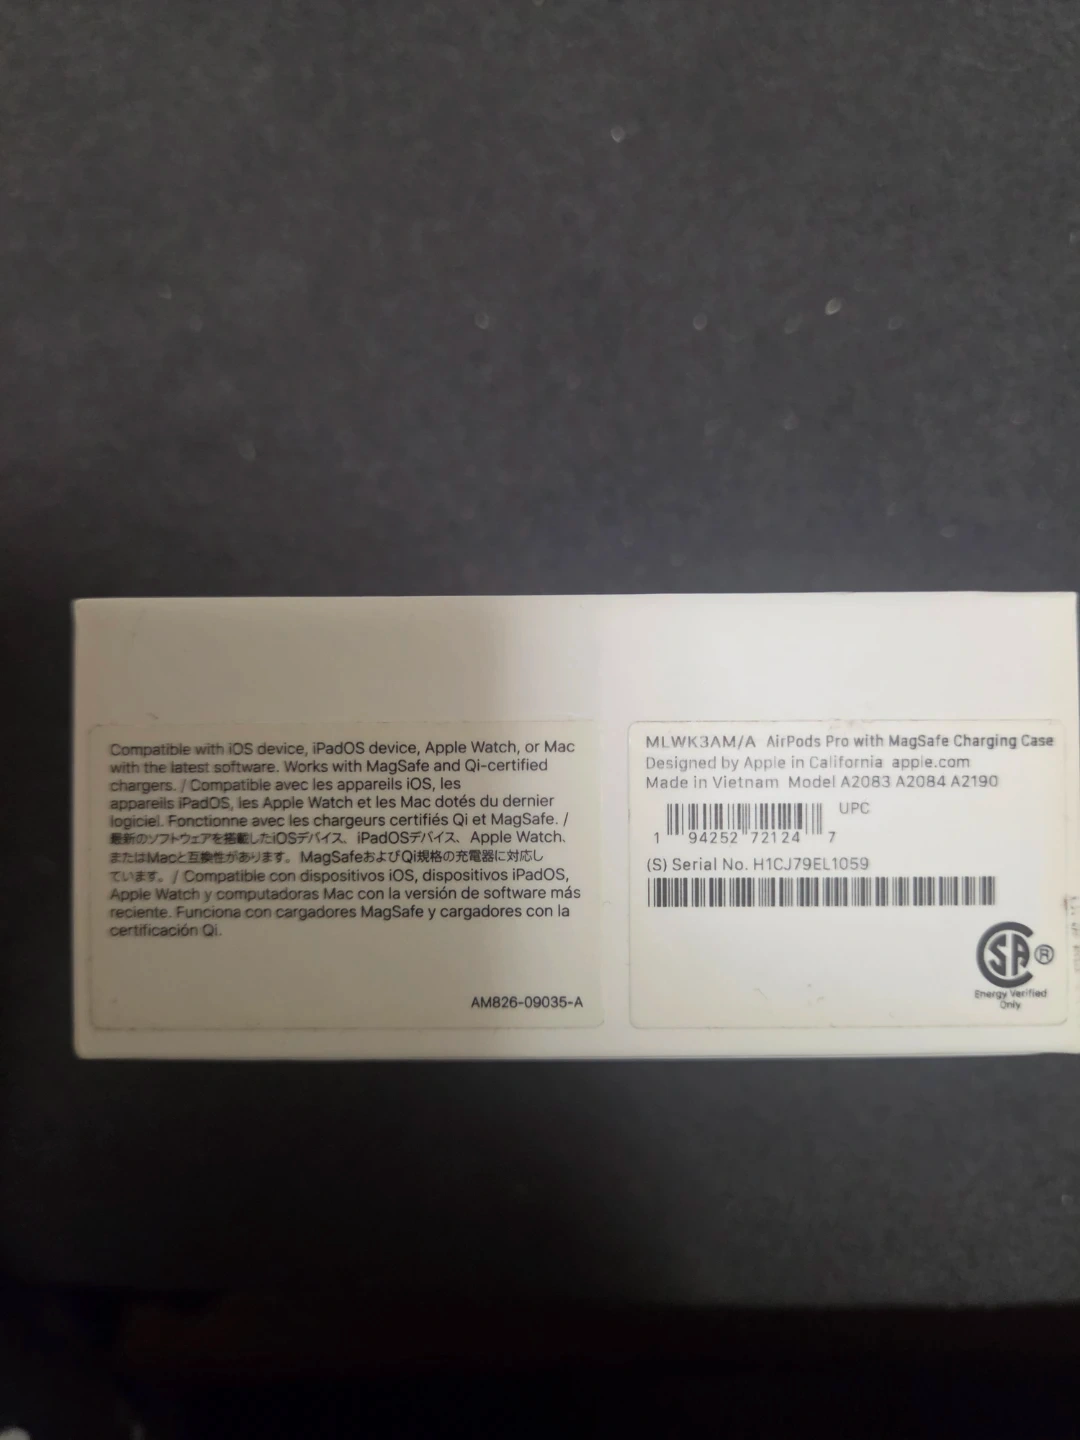 Compatible with iOS device, iPadOS device, Apple Watch, or Mac
with the latest software. Works with MagSafe and Qi-certified
chargers. / Compatible avec les appareils iOS, les
appareils iPadOS, les Apple Watch et les Mac dotés du dernier
logiciel. Fonctionne avec les chargeurs certifiés Qi et MagSafe. /
最新のソフトウェアを搭載したiOSデバイス、iPadOSデバイス、Apple Watch、
またはMacと互換性があります。MagSafeおよびQi規格の充電器に対応し
ています。/ Compatible con dispositivos iOS, dispositivos iPadOS,
Apple Watch y computadoras Mac con la versión de software más
reciente. Funciona con cargadores MagSafe y cargadores con la
certificación Qi.
AM826-09035-A
MLWK3AM/A AirPods Pro with MagSafe Charging Case
Designed by Apple in California apple.com
Made in Vietnam Model A2083 A2084 A2190
UPC
1 94252 72124 7
(S) Serial No. H1CJ79EL1059
SA ®
Energy Verified
Only